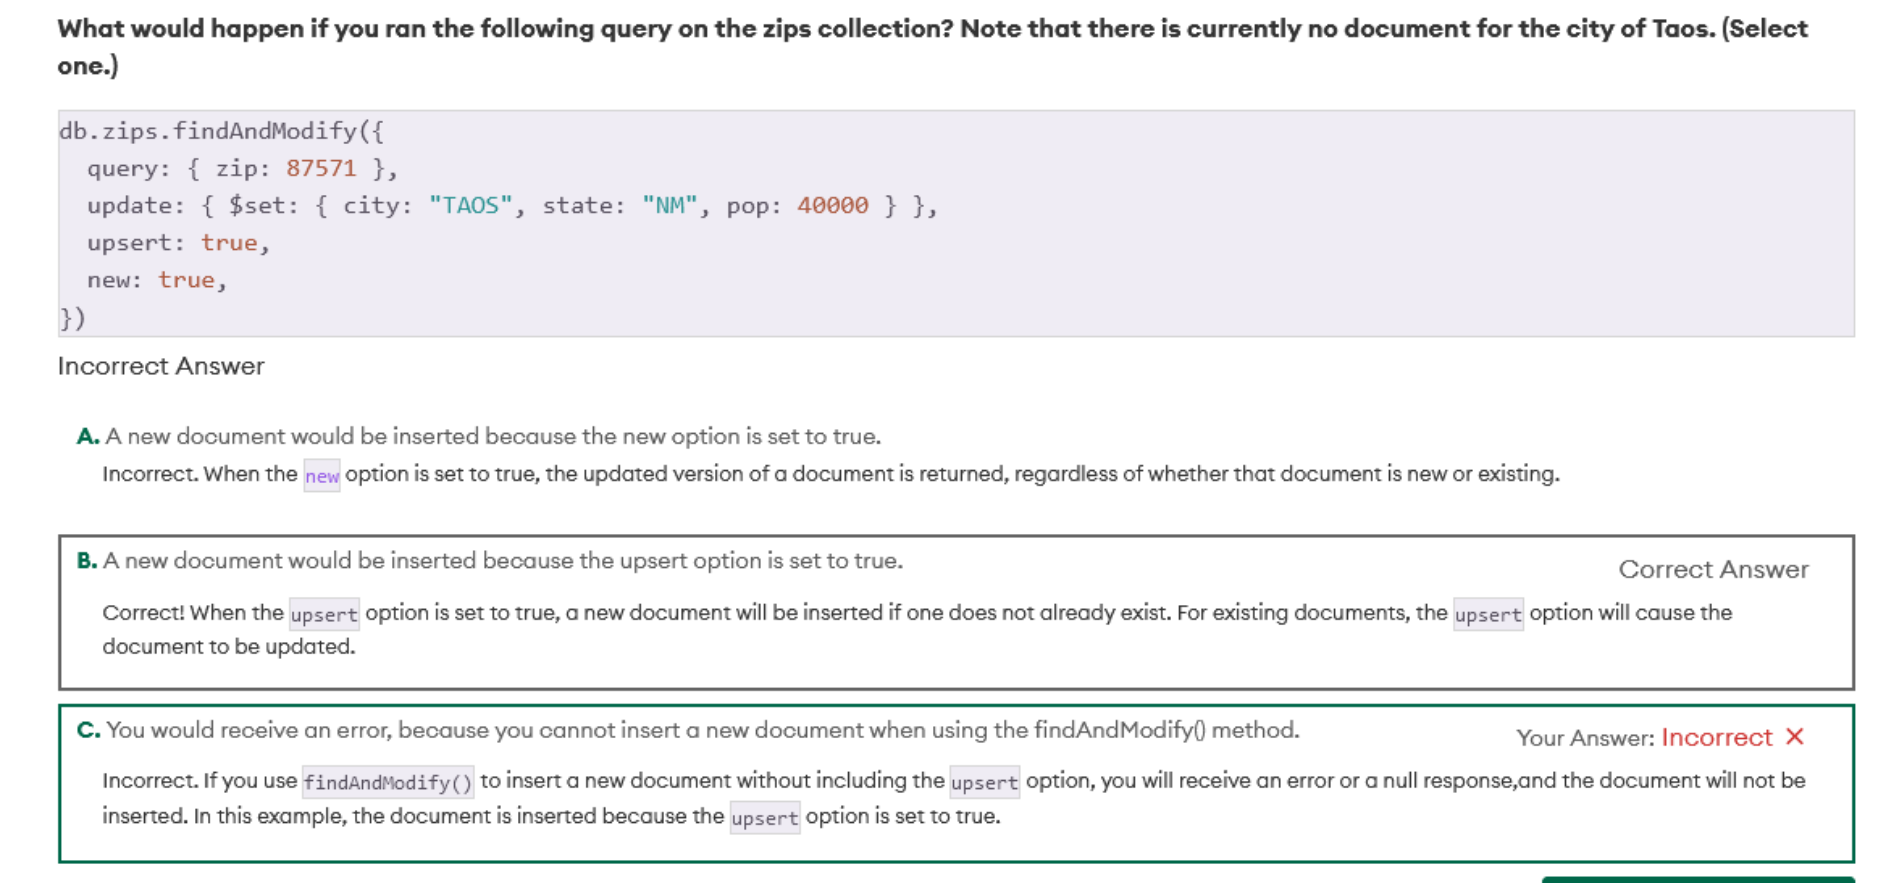 What would happen if you ran the following query on the zips collection? Note that there is currently no document for the city of Taos. (Select
one.)
db.zips.findAndModify({
  query: { zip: 87571 },
  update: { $set: { city: "TAOS", state: "NM", pop: 40000 } },
  upsert: true,
  new: true,
})
Incorrect Answer
A. A new document would be inserted because the new option is set to true.
Incorrect. When the new option is set to true, the updated version of a document is returned, regardless of whether that document is new or existing.
B. A new document would be inserted because the upsert option is set to true.
Correct Answer
Correct! When the upsert option is set to true, a new document will be inserted if one does not already exist. For existing documents, the upsert option will cause the
document to be updated.
C. You would receive an error, because you cannot insert a new document when using the findAndModify() method.
Your Answer: Incorrect ✕
Incorrect. If you use findAndModify() to insert a new document without including the upsert option, you will receive an error or a null response,and the document will not be
inserted. In this example, the document is inserted because the upsert option is set to true.